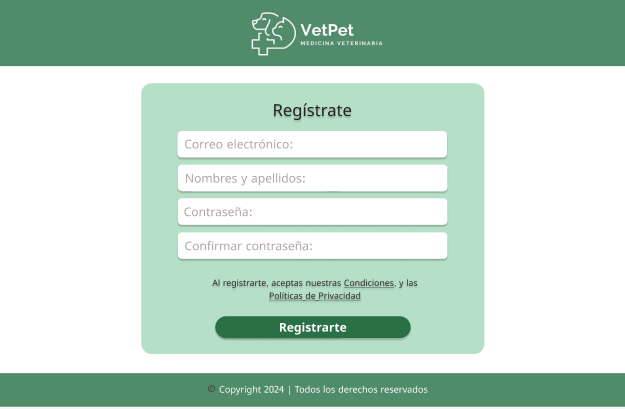 VetPet
MEDICINA VETERINARIA
Regístrate
Correo electrónico:
Nombres y apellidos:
Contraseña:
Confirmar contraseña:
Al registrarte, aceptas nuestras Condiciones, y las
Políticas de Privacidad
Registrarte
© Copyright 2024 | Todos los derechos reservados